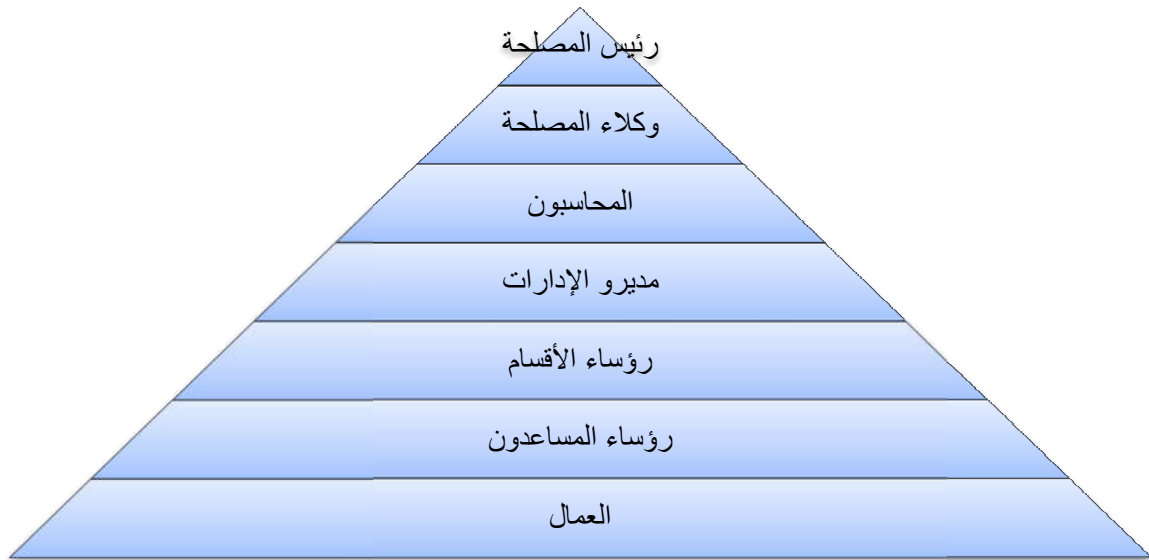 رئيس المصلحة
وكلاء المصلحة
المحاسبون
مديرو الإدارات
رؤساء الأقسام
رؤساء المساعدون
العمال